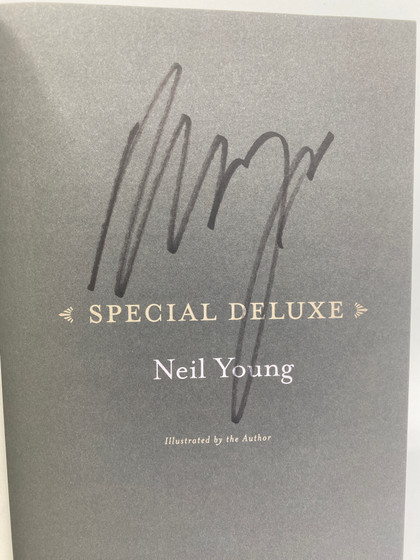 SPECIAL DELUXE
Neil Young
Illustrated by the Author